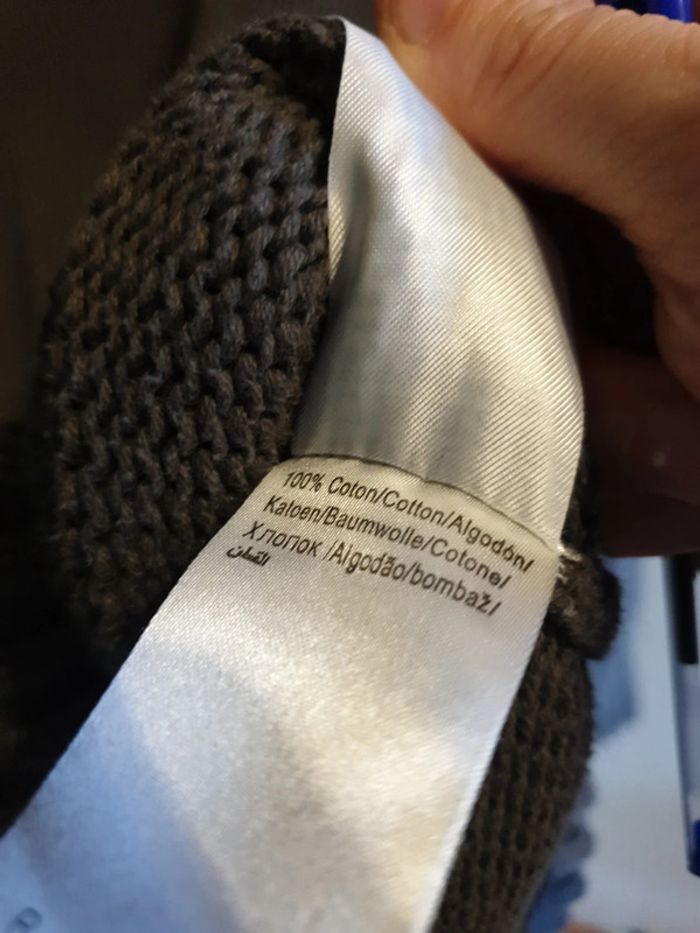 100% Coton/Cotton/Algodón/
Katoen/Baumwolle/Cotone/
Хлопок /Algodão/bombaž/
القطن